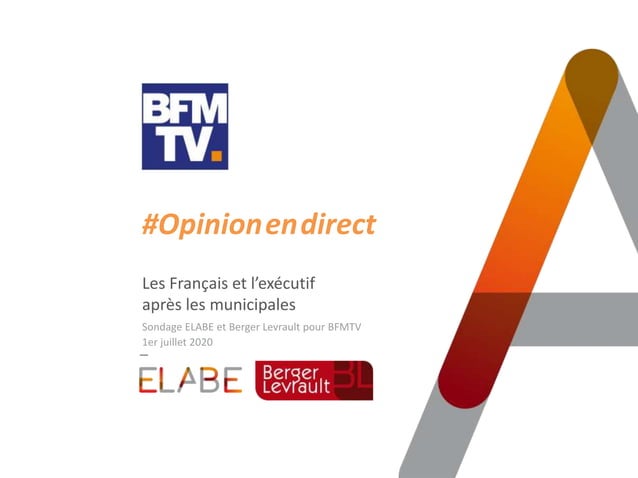 BFM
TV.
#Opinionendirect
Les Français et l’exécutif
après les municipales
Sondage ELABE et Berger Levrault pour BFMTV
1er juillet 2020
ELABE
Berger
Levrault
BL